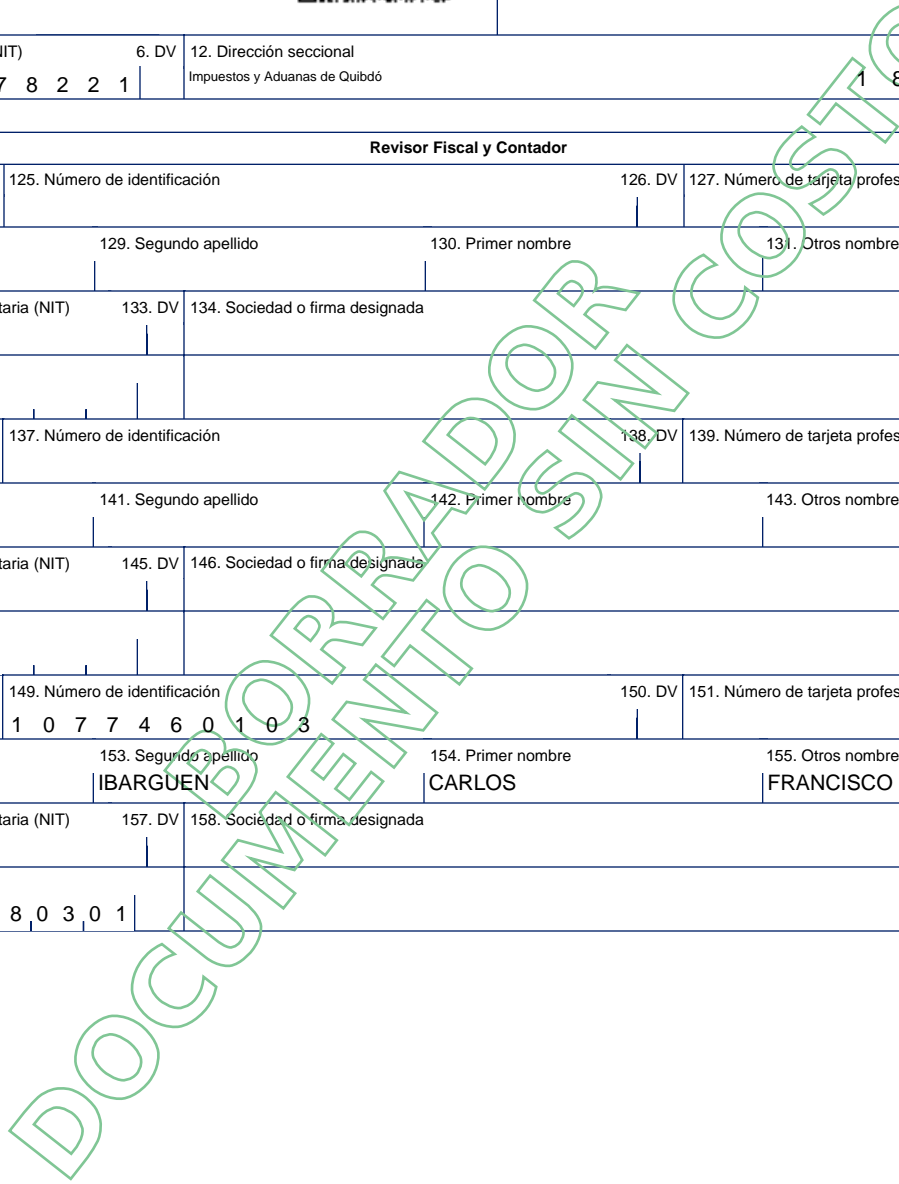 6. DV 12. Dirección seccional
7 8 2 2 1 Impuestos y Aduanas de Quibdó 1 8
Revisor Fiscal y Contador
125. Número de identificación 126. DV 127. Número de tarjeta profes
129. Segundo apellido 130. Primer nombre 131. Otros nombre
taria (NIT) 133. DV 134. Sociedad o firma designada
137. Número de identificación 138. DV 139. Número de tarjeta profes
141. Segundo apellido 142. Primer nombre 143. Otros nombre
taria (NIT) 145. DV 146. Sociedad o firma designada
149. Número de identificación 150. DV 151. Número de tarjeta profes
1 0 7 7 4 6 0 1 0 3
153. Segundo apellido 154. Primer nombre 155. Otros nombre
IBARGUEN CARLOS FRANCISCO
taria (NIT) 157. DV 158. Sociedad o firma designada
8 0 3 0 1
BORRADOR
DOCUMENTO SIN COSTO